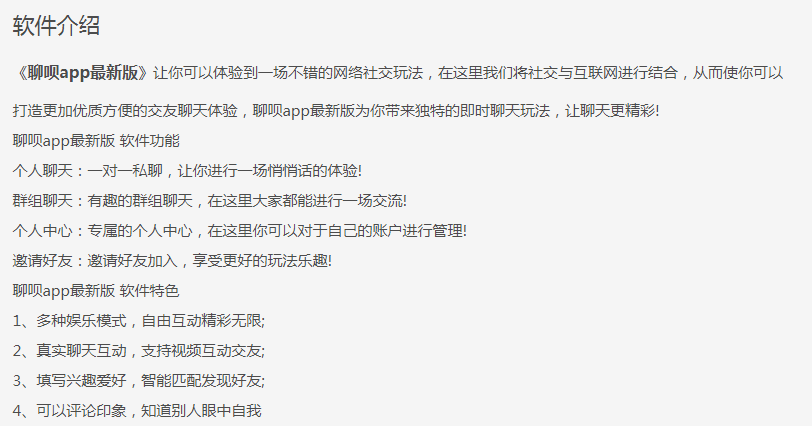 软件介绍
《聊呗app最新版》让你可以体验到一场不错的网络社交玩法，在这里我们将社交与互联网进行结合，从而使你可以
打造更加优质方便的交友聊天体验，聊呗app最新版为你带来独特的即时聊天玩法，让聊天更精彩!
聊呗app最新版 软件功能
个人聊天：一对一私聊，让你进行一场悄悄话的体验!
群组聊天：有趣的群组聊天，在这里大家都能进行一场交流!
个人中心：专属的个人中心，在这里你可以对于自己的账户进行管理!
邀请好友：邀请好友加入，享受更好的玩法乐趣!
聊呗app最新版 软件特色
1、多种娱乐模式，自由互动精彩无限;
2、真实聊天互动，支持视频互动交友;
3、填写兴趣爱好，智能匹配发现好友;
4、可以评论印象，知道别人眼中自我